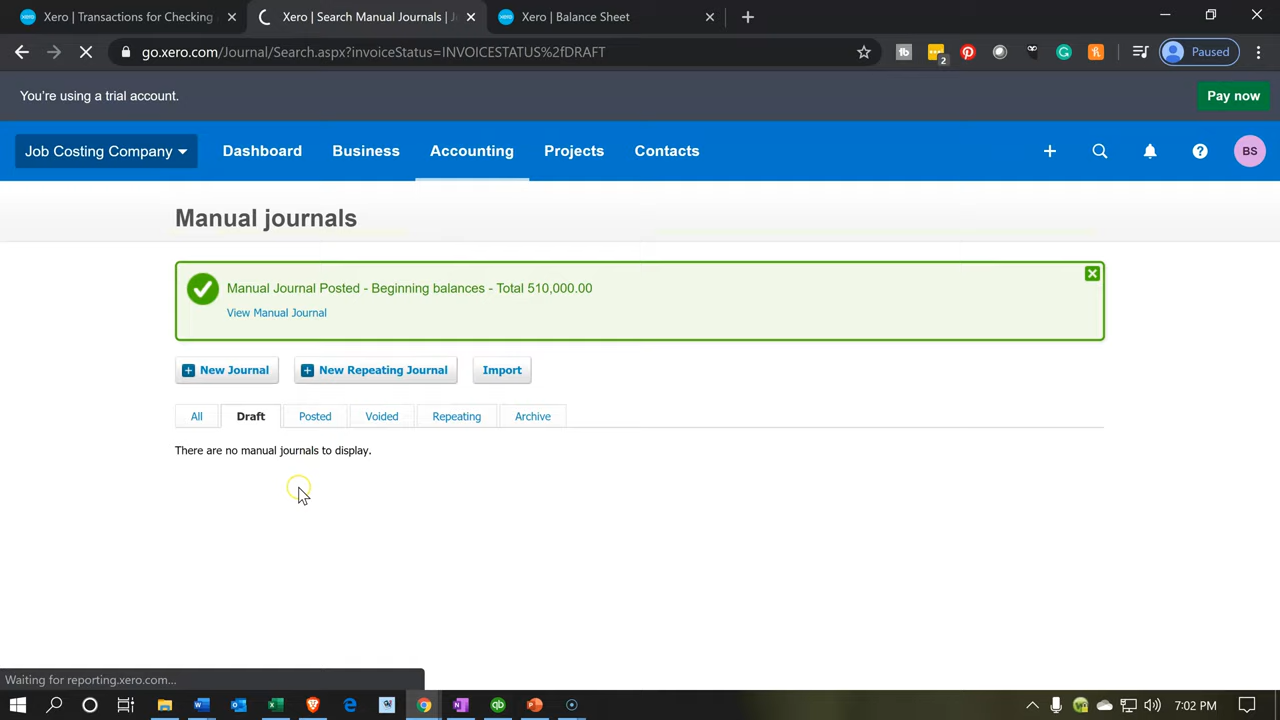 Xero | Transactions for Checking
Xero | Search Manual Journals | J
Xero | Balance Sheet
go.xero.com/Journal/Search.aspx?invoiceStatus=INVOICESTATUS%2fDRAFT
2
Paused
You're using a trial account.
Pay now
Job Costing Company
Dashboard
Business
Accounting
Projects
Contacts
BS
Manual journals
Manual Journal Posted - Beginning balances - Total 510,000.00
View Manual Journal
New Journal
New Repeating Journal
Import
All
Draft
Posted
Voided
Repeating
Archive
There are no manual journals to display.
Waiting for reporting.xero.com...
7:02 PM